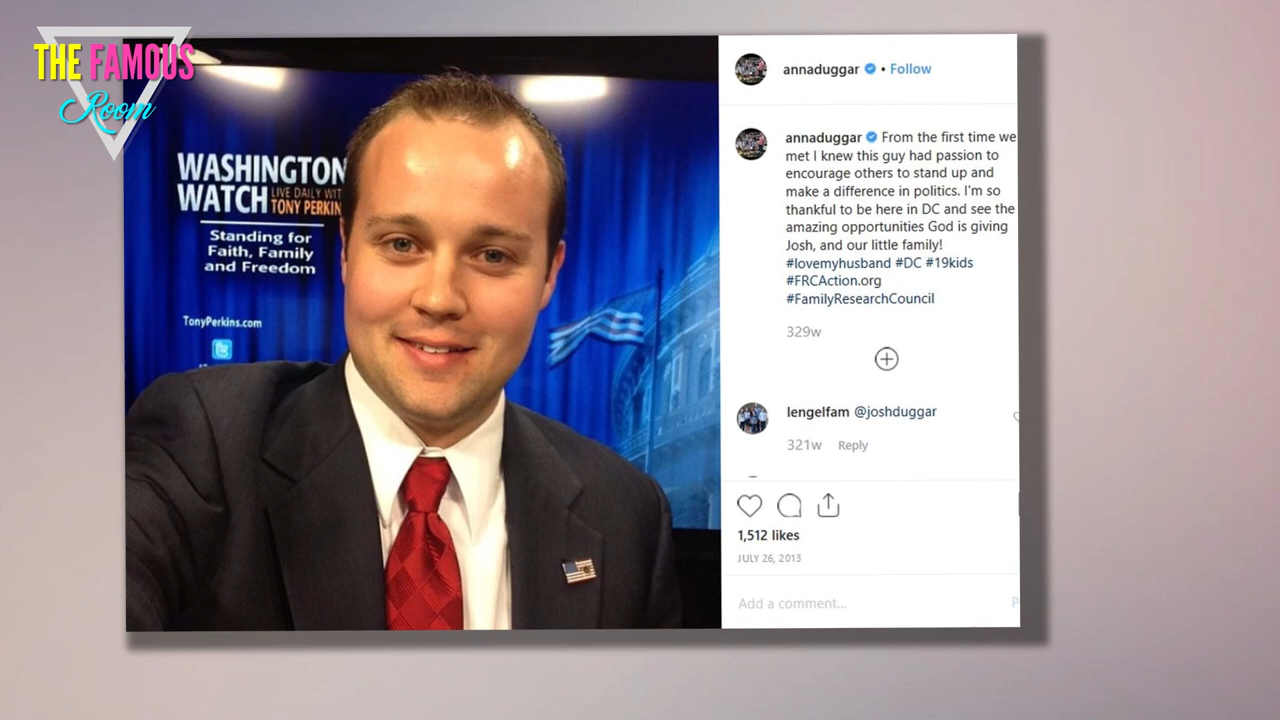 THE FAMOUS
Room
WASHINGTON
WATCH LIVE DAILY WIT
TONY PERKIN
Standing for
Faith, Family
and Freedom
TonyPerkins.com
annaduggar • Follow
annaduggar From the first time we
met I knew this guy had passion to
encourage others to stand up and
make a difference in politics. I'm so
thankful to be here in DC and see the
amazing opportunities God is giving
Josh, and our little family!
#lovemyhusband #DC #19kids
#FRCAction.org
#FamilyResearchCouncil
329w
lengelfam @joshduggar
321w Reply
1,512 likes
JULY 26, 2013
Add a comment...
P